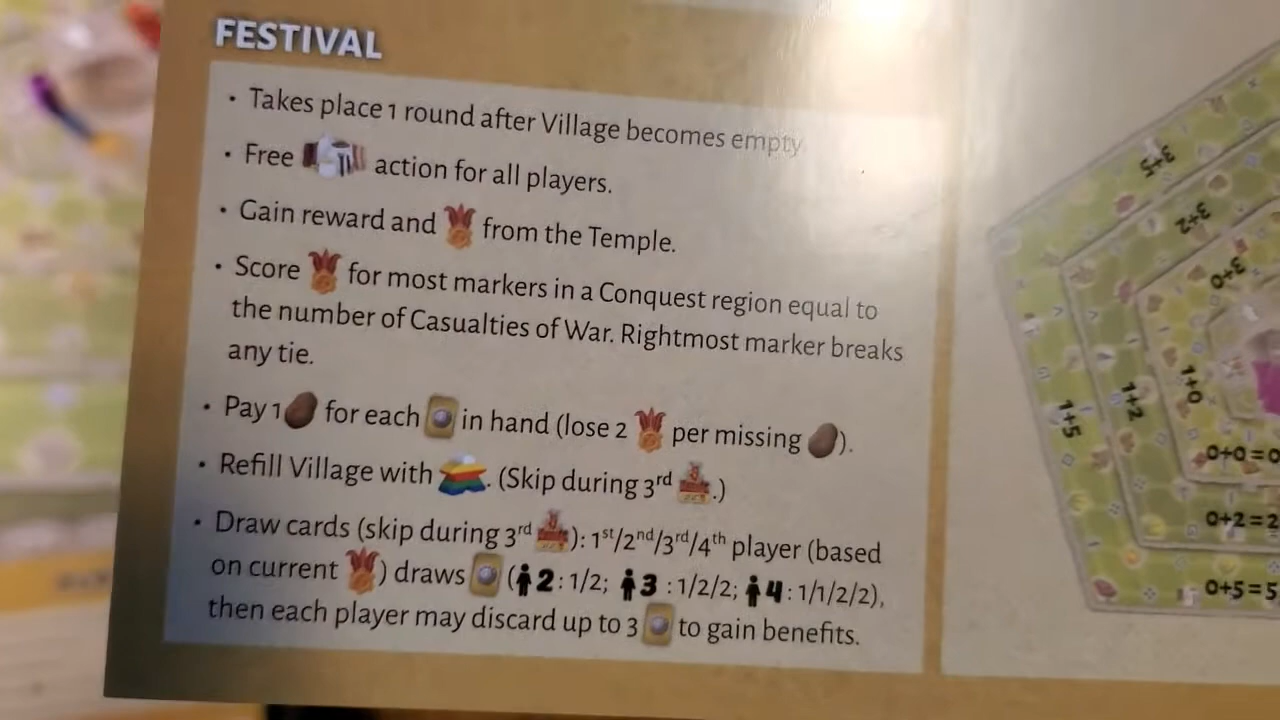 FESTIVAL
• Takes place 1 round after Village becomes empty
• Free action for all players.
• Gain reward and from the Temple.
• Score for most markers in a Conquest region equal to
the number of Casualties of War. Rightmost marker breaks
any tie.
• Pay 1 for each in hand (lose 2 per missing ).
• Refill Village with . (Skip during 3rd .)
• Draw cards (skip during 3rd ): 1st/2nd/3rd/4th player (based
on current ) draws ( 2: 1/2; 3 : 1/2/2; 4: 1/1/2/2),
then each player may discard up to 3 to gain benefits.
3+5
3+2
3+0
1+5
1+2
1+0
0+0=0
0+2=2
0+5=5